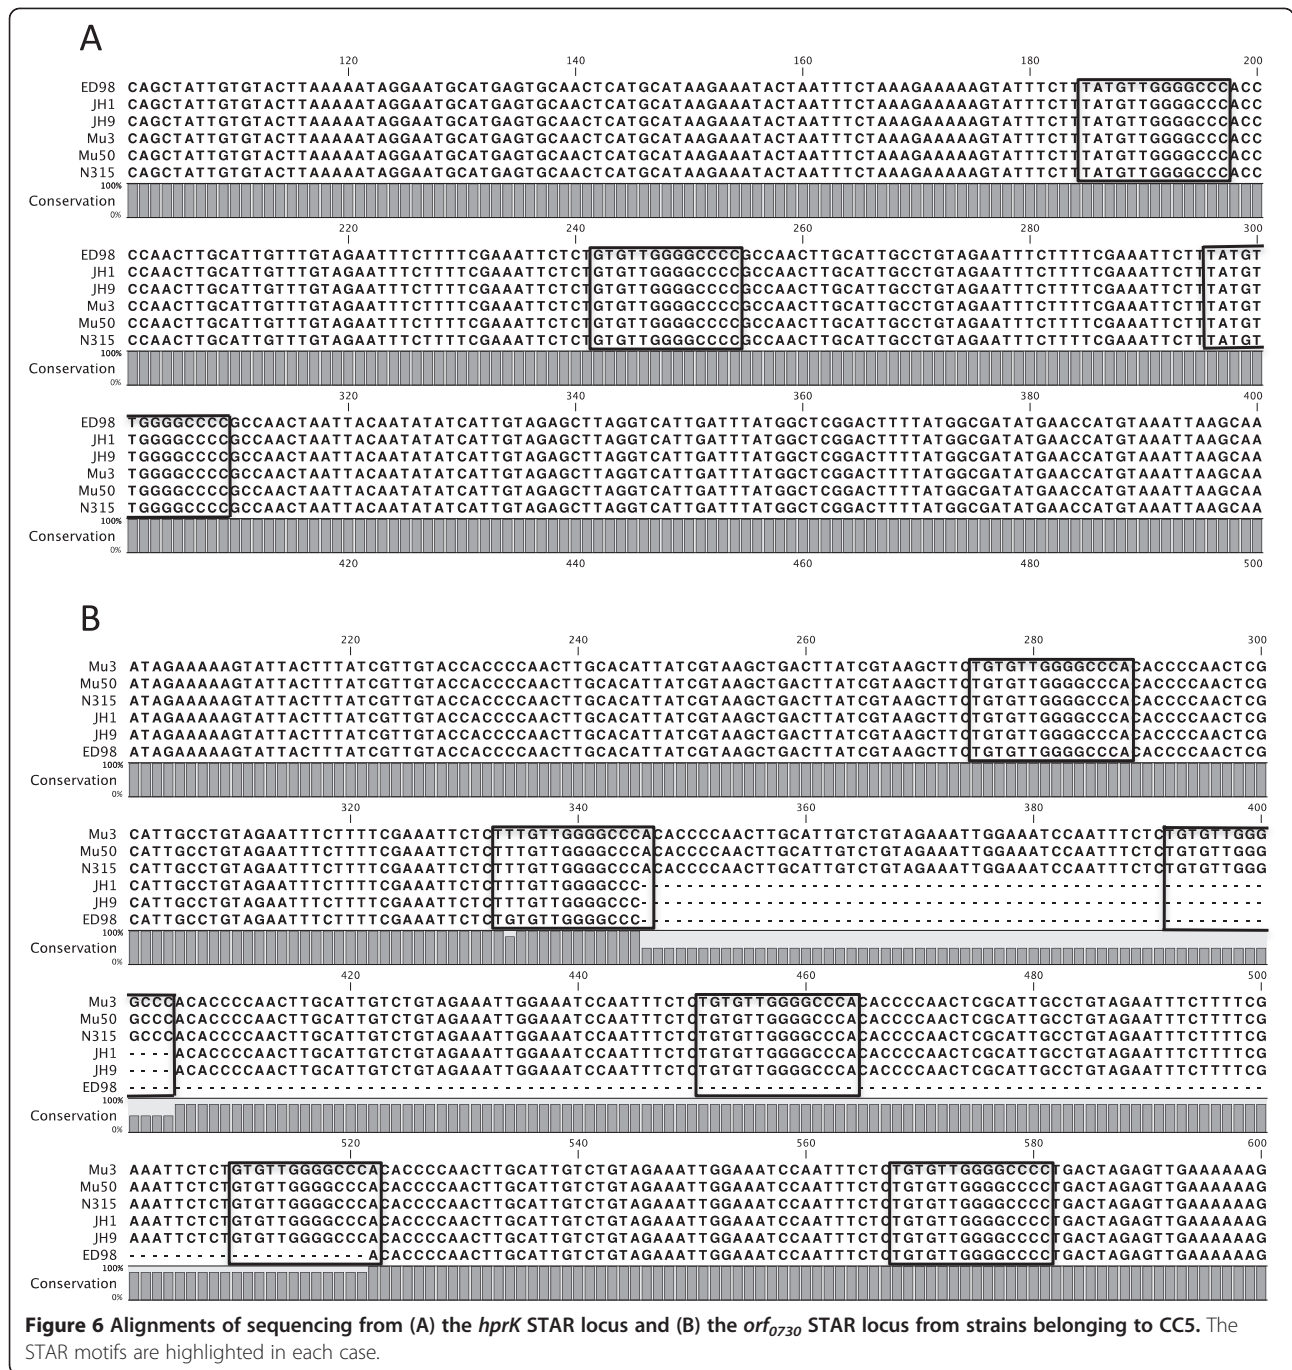 A
120 140 160 180 200
ED98 CAGCTATTGTGTACTTAAAAATAGGAATGCATGAGTGCAACTCATGCATAAGAAATACTAATTTCTAAAGAAAAAGTATTTCTTTATGTTGGGGCCCACC
JH1 CAGCTATTGTGTACTTAAAAATAGGAATGCATGAGTGCAACTCATGCATAAGAAATACTAATTTCTAAAGAAAAAGTATTTCTTTATGTTGGGGCCCACC
JH9 CAGCTATTGTGTACTTAAAAATAGGAATGCATGAGTGCAACTCATGCATAAGAAATACTAATTTCTAAAGAAAAAGTATTTCTTTATGTTGGGGCCCACC
Mu3 CAGCTATTGTGTACTTAAAAATAGGAATGCATGAGTGCAACTCATGCATAAGAAATACTAATTTCTAAAGAAAAAGTATTTCTTTATGTTGGGGCCCACC
Mu50 CAGCTATTGTGTACTTAAAAATAGGAATGCATGAGTGCAACTCATGCATAAGAAATACTAATTTCTAAAGAAAAAGTATTTCTTTATGTTGGGGCCCACC
N315 CAGCTATTGTGTACTTAAAAATAGGAATGCATGAGTGCAACTCATGCATAAGAAATACTAATTTCTAAAGAAAAAGTATTTCTTTATGTTGGGGCCCACC
100%
Conservation
0%
220 240 260 280 300
ED98 CCAACTTGCATTGTTTGTAGAATTTCTTTTCGAAATTCTCTGTGTTGGGGCCCCGCCAACTTGCATTGCCTGTAGAATTTCTTTTCGAAATTCTTTATGT
JH1 CCAACTTGCATTGTTTGTAGAATTTCTTTTCGAAATTCTCTGTGTTGGGGCCCCGCCAACTTGCATTGCCTGTAGAATTTCTTTTCGAAATTCTTTATGT
JH9 CCAACTTGCATTGTTTGTAGAATTTCTTTTCGAAATTCTCTGTGTTGGGGCCCCGCCAACTTGCATTGCCTGTAGAATTTCTTTTCGAAATTCTTTATGT
Mu3 CCAACTTGCATTGTTTGTAGAATTTCTTTTCGAAATTCTCTGTGTTGGGGCCCCGCCAACTTGCATTGCCTGTAGAATTTCTTTTCGAAATTCTTTATGT
Mu50 CCAACTTGCATTGTTTGTAGAATTTCTTTTCGAAATTCTCTGTGTTGGGGCCCCGCCAACTTGCATTGCCTGTAGAATTTCTTTTCGAAATTCTTTATGT
N315 CCAACTTGCATTGTTTGTAGAATTTCTTTTCGAAATTCTCTGTGTTGGGGCCCCGCCAACTTGCATTGCCTGTAGAATTTCTTTTCGAAATTCTTTATGT
100%
Conservation
0%
320 340 360 380 400
ED98 TGGGGCCCCGCCAACTAATTACAATATATCATTGTAGAGCTTAGGTCATTGATTTATGGCTCGGACTTTTATGGCGATATGAACCATGTAAATTAAGCAA
JH1 TGGGGCCCCGCCAACTAATTACAATATATCATTGTAGAGCTTAGGTCATTGATTTATGGCTCGGACTTTTATGGCGATATGAACCATGTAAATTAAGCAA
JH9 TGGGGCCCCGCCAACTAATTACAATATATCATTGTAGAGCTTAGGTCATTGATTTATGGCTCGGACTTTTATGGCGATATGAACCATGTAAATTAAGCAA
Mu3 TGGGGCCCCGCCAACTAATTACAATATATCATTGTAGAGCTTAGGTCATTGATTTATGGCTCGGACTTTTATGGCGATATGAACCATGTAAATTAAGCAA
Mu50 TGGGGCCCCGCCAACTAATTACAATATATCATTGTAGAGCTTAGGTCATTGATTTATGGCTCGGACTTTTATGGCGATATGAACCATGTAAATTAAGCAA
N315 TGGGGCCCCGCCAACTAATTACAATATATCATTGTAGAGCTTAGGTCATTGATTTATGGCTCGGACTTTTATGGCGATATGAACCATGTAAATTAAGCAA
100%
Conservation
0%
420 440 460 480 500
B
220 240 260 280 300
Mu3 ATAGAAAAAGTATTACTTTATCGTTGTACCACCCCAACTTGCACATTATCGTAAGCTGACTTATCGTAAGCTTCTGTGTTGGGGCCCACACCCCAACTCG
Mu50 ATAGAAAAAGTATTACTTTATCGTTGTACCACCCCAACTTGCACATTATCGTAAGCTGACTTATCGTAAGCTTCTGTGTTGGGGCCCACACCCCAACTCG
N315 ATAGAAAAAGTATTACTTTATCGTTGTACCACCCCAACTTGCACATTATCGTAAGCTGACTTATCGTAAGCTTCTGTGTTGGGGCCCACACCCCAACTCG
JH1 ATAGAAAAAGTATTACTTTATCGTTGTACCACCCCAACTTGCACATTATCGTAAGCTGACTTATCGTAAGCTTCTGTGTTGGGGCCCACACCCCAACTCG
JH9 ATAGAAAAAGTATTACTTTATCGTTGTACCACCCCAACTTGCACATTATCGTAAGCTGACTTATCGTAAGCTTCTGTGTTGGGGCCCACACCCCAACTCG
ED98 ATAGAAAAAGTATTACTTTATCGTTGTACCACCCCAACTTGCACATTATCGTAAGCTGACTTATCGTAAGCTTCTGTGTTGGGGCCCACACCCCAACTCG
100%
Conservation
0%
320 340 360 380 400
Mu3 CATTGCCTGTAGAATTTCTTTTCGAAATTCTCTTTGTTGGGGCCCACACCCCAACTTGCATTGTCTGTAGAAATTGGAAATCCAATTTCTCTGTGTTGGG
Mu50 CATTGCCTGTAGAATTTCTTTTCGAAATTCTCTTTGTTGGGGCCCACACCCCAACTTGCATTGTCTGTAGAAATTGGAAATCCAATTTCTCTGTGTTGGG
N315 CATTGCCTGTAGAATTTCTTTTCGAAATTCTCTTTGTTGGGGCCCACACCCCAACTTGCATTGTCTGTAGAAATTGGAAATCCAATTTCTCTGTGTTGGG
JH1 CATTGCCTGTAGAATTTCTTTTCGAAATTCTCTTTGTTGGGGCCC-------------------------------------------------------
JH9 CATTGCCTGTAGAATTTCTTTTCGAAATTCTCTTTGTTGGGGCCC-------------------------------------------------------
ED98 CATTGCCTGTAGAATTTCTTTTCGAAATTCTCTGTGTTGGGGCCC-------------------------------------------------------
100%
Conservation
0%
420 440 460 480 500
Mu3 GCCCACACCCCAACTTGCATTGTCTGTAGAAATTGGAAATCCAATTTCTCTGTGTTGGGGCCCACACCCCAACTCGCATTGCCTGTAGAATTTCTTTTCG
Mu50 GCCCACACCCCAACTTGCATTGTCTGTAGAAATTGGAAATCCAATTTCTCTGTGTTGGGGCCCACACCCCAACTCGCATTGCCTGTAGAATTTCTTTTCG
N315 GCCCACACCCCAACTTGCATTGTCTGTAGAAATTGGAAATCCAATTTCTCTGTGTTGGGGCCCACACCCCAACTCGCATTGCCTGTAGAATTTCTTTTCG
JH1 ----ACACCCCAACTTGCATTGTCTGTAGAAATTGGAAATCCAATTTCTCTGTGTTGGGGCCCACACCCCAACTCGCATTGCCTGTAGAATTTCTTTTCG
JH9 ----ACACCCCAACTTGCATTGTCTGTAGAAATTGGAAATCCAATTTCTCTGTGTTGGGGCCCACACCCCAACTCGCATTGCCTGTAGAATTTCTTTTCG
ED98 ----------------------------------------------------------------------------------------------------
100%
Conservation
0%
520 540 560 580 600
Mu3 AAATTCTCTGTGTTGGGGCCCACACCCCAACTTGCATTGTCTGTAGAAATTGGAAATCCAATTTCTCTGTGTTGGGGCCCCTGACTAGAGTTGAAAAAAG
Mu50 AAATTCTCTGTGTTGGGGCCCACACCCCAACTTGCATTGTCTGTAGAAATTGGAAATCCAATTTCTCTGTGTTGGGGCCCCTGACTAGAGTTGAAAAAAG
N315 AAATTCTCTGTGTTGGGGCCCACACCCCAACTTGCATTGTCTGTAGAAATTGGAAATCCAATTTCTCTGTGTTGGGGCCCCTGACTAGAGTTGAAAAAAG
JH1 AAATTCTCTGTGTTGGGGCCCACACCCCAACTTGCATTGTCTGTAGAAATTGGAAATCCAATTTCTCTGTGTTGGGGCCCCTGACTAGAGTTGAAAAAAG
JH9 AAATTCTCTGTGTTGGGGCCCACACCCCAACTTGCATTGTCTGTAGAAATTGGAAATCCAATTTCTCTGTGTTGGGGCCCCTGACTAGAGTTGAAAAAAG
ED98 ---------------------ACACCCCAACTTGCATTGTCTGTAGAAATTGGAAATCCAATTTCTCTGTGTTGGGGCCCCTGACTAGAGTTGAAAAAAG
100%
Conservation
0%
Figure 6 Alignments of sequencing from (A) the hprK STAR locus and (B) the orf0730 STAR locus from strains belonging to CC5. The
STAR motifs are highlighted in each case.